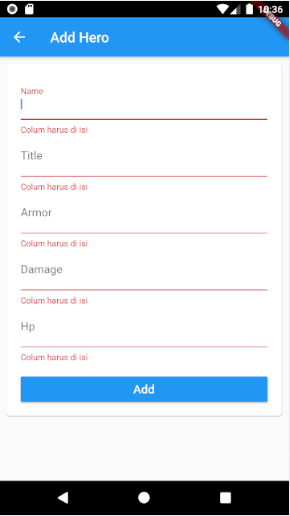 10:36
DEBUG
Add Hero
Name
Colum harus di isi
Title
Colum harus di isi
Armor
Colum harus di isi
Damage
Colum harus di isi
Hp
Colum harus di isi
Add